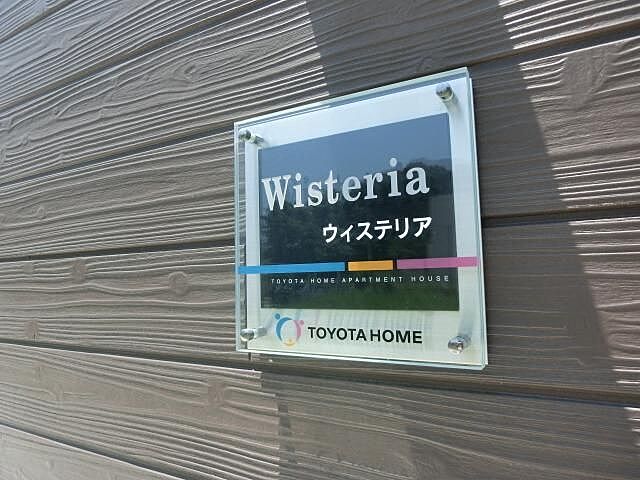 Wisteria
ウィステリア
TOYOTA HOME APARTMENT HOUSE
TOYOTA HOME